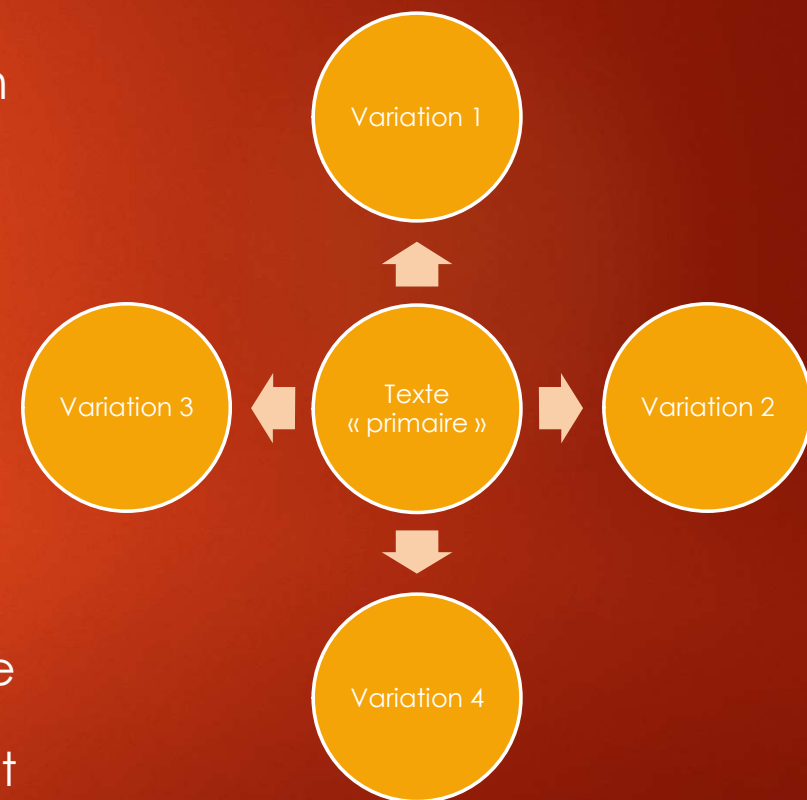 Variation 1
Variation 3
Texte
« primaire »
Variation 2
Variation 4